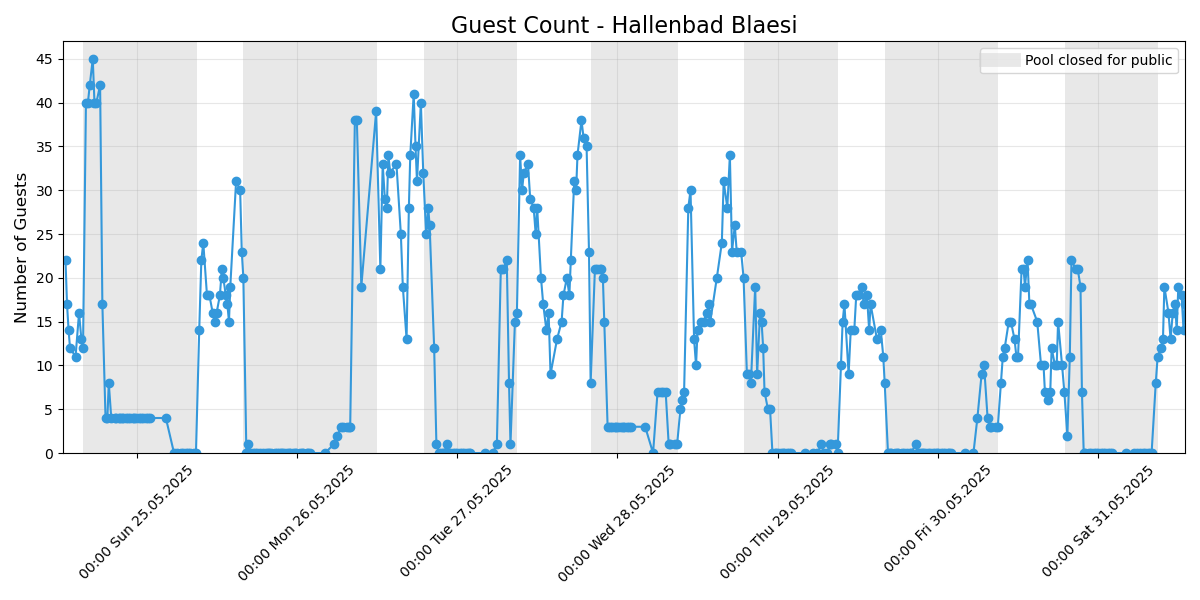 Guest Count - Hallenbad Blaesi
Pool closed for public
Number of Guests
45
40
35
30
25
20
15
10
5
0
00:00 Sun 25.05.2025
00:00 Mon 26.05.2025
00:00 Tue 27.05.2025
00:00 Wed 28.05.2025
00:00 Thu 29.05.2025
00:00 Fri 30.05.2025
00:00 Sat 31.05.2025